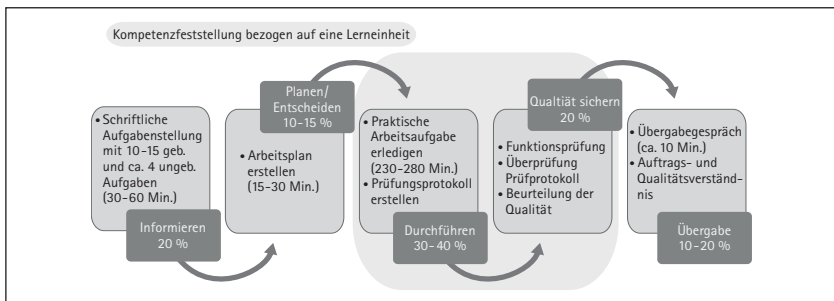 Kompetenzfeststellung bezogen auf eine Lerneinheit
• Schriftliche
Aufgabenstellung
mit 10-15 geb.
und ca. 4 ungeb.
Aufgaben
(30-60 Min.)
Informieren
20 %
Planen/
Entscheiden
10-15 %
• Arbeitsplan
erstellen
(15-30 Min.)
• Praktische
Arbeitsaufgabe
erledigen
(230-280 Min.)
• Prüfungsprotokoll
erstellen
Durchführen
30-40 %
Qualtiät sichern
20 %
• Funktionsprüfung
• Überprüfung
Prüfprotokoll
• Beurteilung der
Qualität
• Übergabegespräch
(ca. 10 Min.)
• Auftrags- und
Qualitätsverständ-
nis
Übergabe
10-20 %